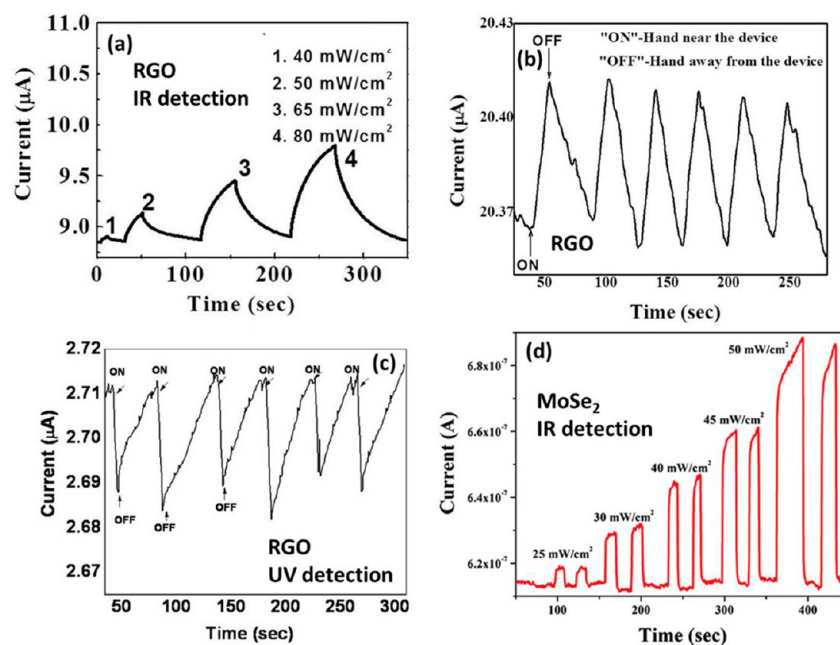 (a)
RGO
IR detection
1. 40 mW/cm²
2. 50 mW/cm²
3. 65 mW/cm²
4. 80 mW/cm²
1
2
3
4
11.0
10.5
10.0
9.75
9.0
8.5
Current (μA)
0 100 200 300
Time (sec)
(b)
OFF
"ON"-Hand near the device
"OFF"-Hand away from the device
ON
RGO
20.43
20.40
20.37
Current (μA)
50 100 150 200 250
Time (sec)
(c)
ON ON ON ON ON ON
OFF OFF OFF
RGO
UV detection
2.72
2.71
2.70
2.69
2.68
2.67
Current (μA)
50 100 150 200 250 300
Time (sec)
(d)
MoSe₂
IR detection
50 mW/cm²
45 mW/cm²
40 mW/cm²
30 mW/cm²
25 mW/cm²
6.8x10⁻⁷
6.6x10⁻⁷
6.4x10⁻⁷
6.2x10⁻⁷
Current (A)
100 200 300 400
Time (sec)